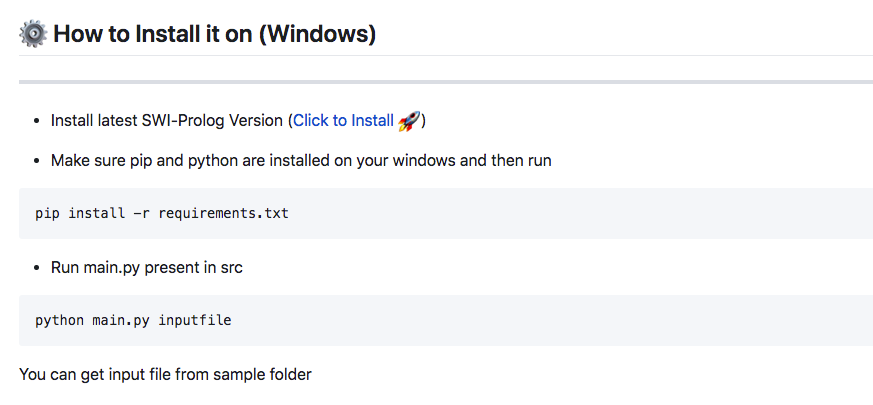 ⚙️ How to Install it on (Windows)
• Install latest SWI-Prolog Version (Click to Install 🚀)
• Make sure pip and python are installed on your windows and then run
pip install -r requirements.txt
• Run main.py present in src
python main.py inputfile
You can get input file from sample folder